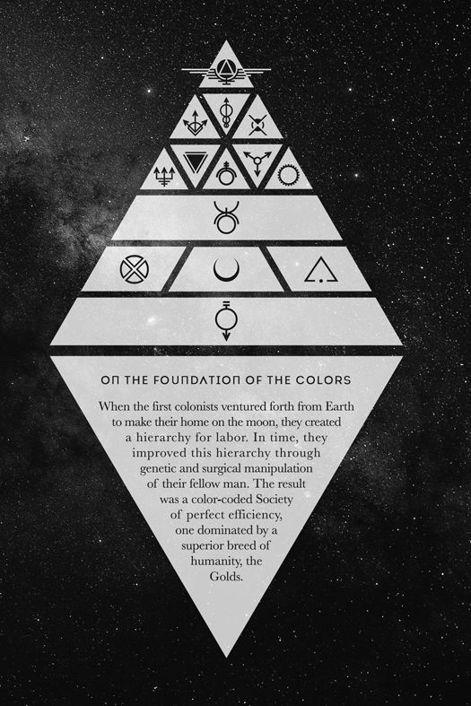 ON THE FOUNDATION OF THE COLORS
When the first colonists ventured forth from Earth
to make their home on the moon, they created
a hierarchy for labor. In time, they
improved this hierarchy through
genetic and surgical manipulation
of their fellow man. The result
was a color-coded Society
of perfect efficiency,
one dominated by a
superior breed of
humanity, the
Golds.